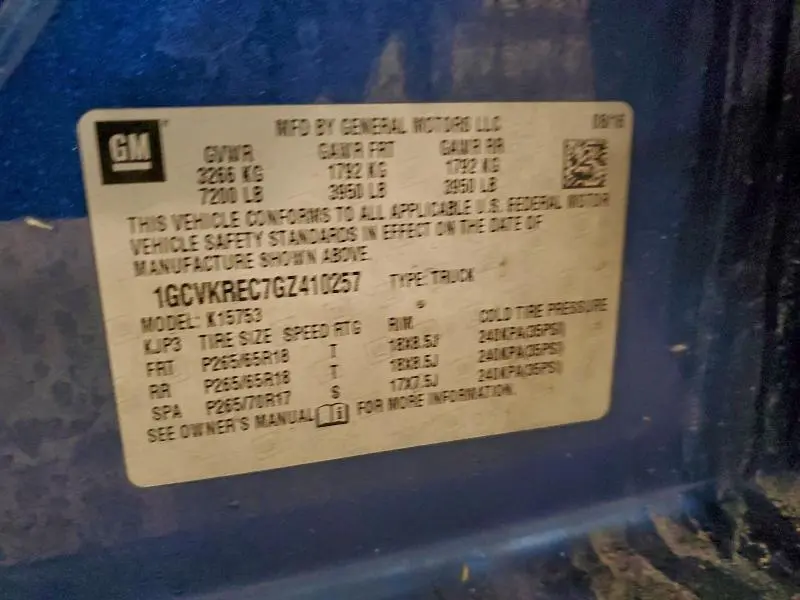 GM
MFD BY GENERAL MOTORS LLC 08/16
GVWR GAWR FRT GAWR RR
3266 KG 1792 KG 1792 KG
7200 LB 3950 LB 3950 LB
THIS VEHICLE CONFORMS TO ALL APPLICABLE U.S. FEDERAL MOTOR
VEHICLE SAFETY STANDARDS IN EFFECT ON THE DATE OF
MANUFACTURE SHOWN ABOVE.
1GCVKREC7GZ410257 TYPE: TRUCK
MODEL: K15753
KJP3 TIRE SIZE SPEED RTG RIM COLD TIRE PRESSURE
FRT P265/65R18 T 18X8.5J 240KPA(35PSI)
RR P265/65R18 T 18X8.5J 240KPA(35PSI)
SPA P265/70R17 S 17X7.5J 240KPA(35PSI)
SEE OWNER'S MANUAL FOR MORE INFORMATION.